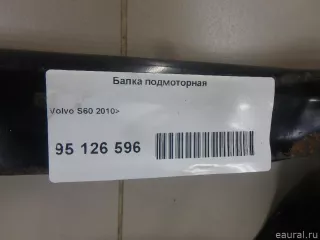 Балка подмоторная
Volvo S60 2010>
95 126 596
eaural.ru